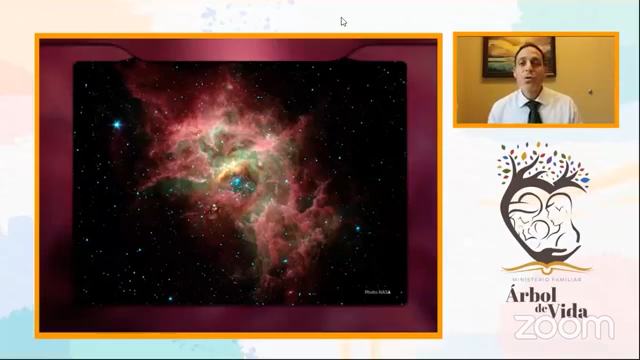 Photo: NASA
MINISTERIO FAMILIAR
Árbol
de Vida
zoom